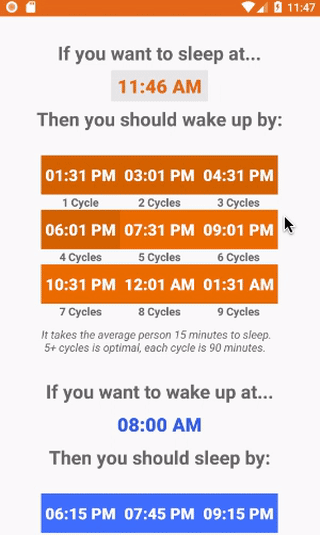 11:47
If you want to sleep at...
11:46 AM
Then you should wake up by:
01:31 PM 03:01 PM 04:31 PM
1 Cycle 2 Cycles 3 Cycles
06:01 PM 07:31 PM 09:01 PM
4 Cycles 5 Cycles 6 Cycles
10:31 PM 12:01 AM 01:31 AM
7 Cycles 8 Cycles 9 Cycles
It takes the average person 15 minutes to sleep.
5+ cycles is optimal, each cycle is 90 minutes.
If you want to wake up at...
08:00 AM
Then you should sleep by:
06:15 PM 07:45 PM 09:15 PM